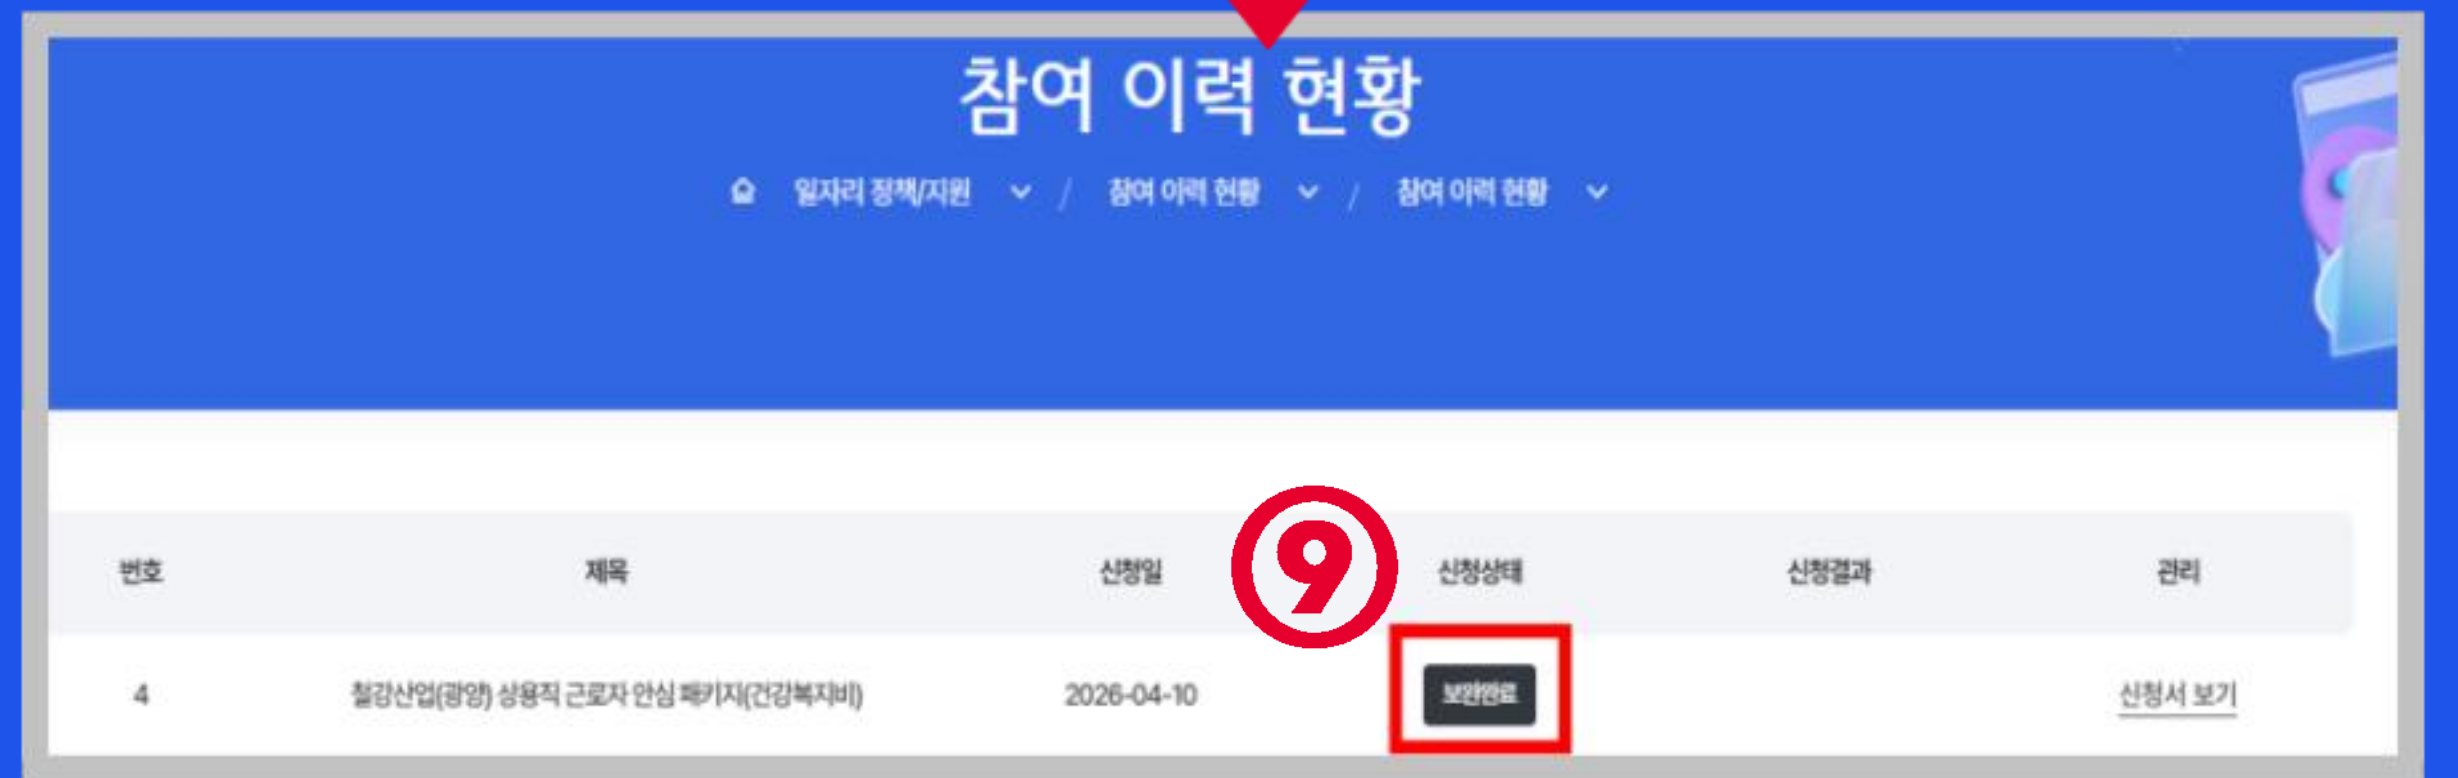 참여 이력 현황
일자리 정책/지원 / 참여 이력 현황 / 참여 이력 현황
⑨
번호 제목 신청일 신청상태 신청결과 관리
4 철강산업(광양) 상용직 근로자 안심 패키지(건강복지비) 2026-04-10 보완완료 신청서 보기